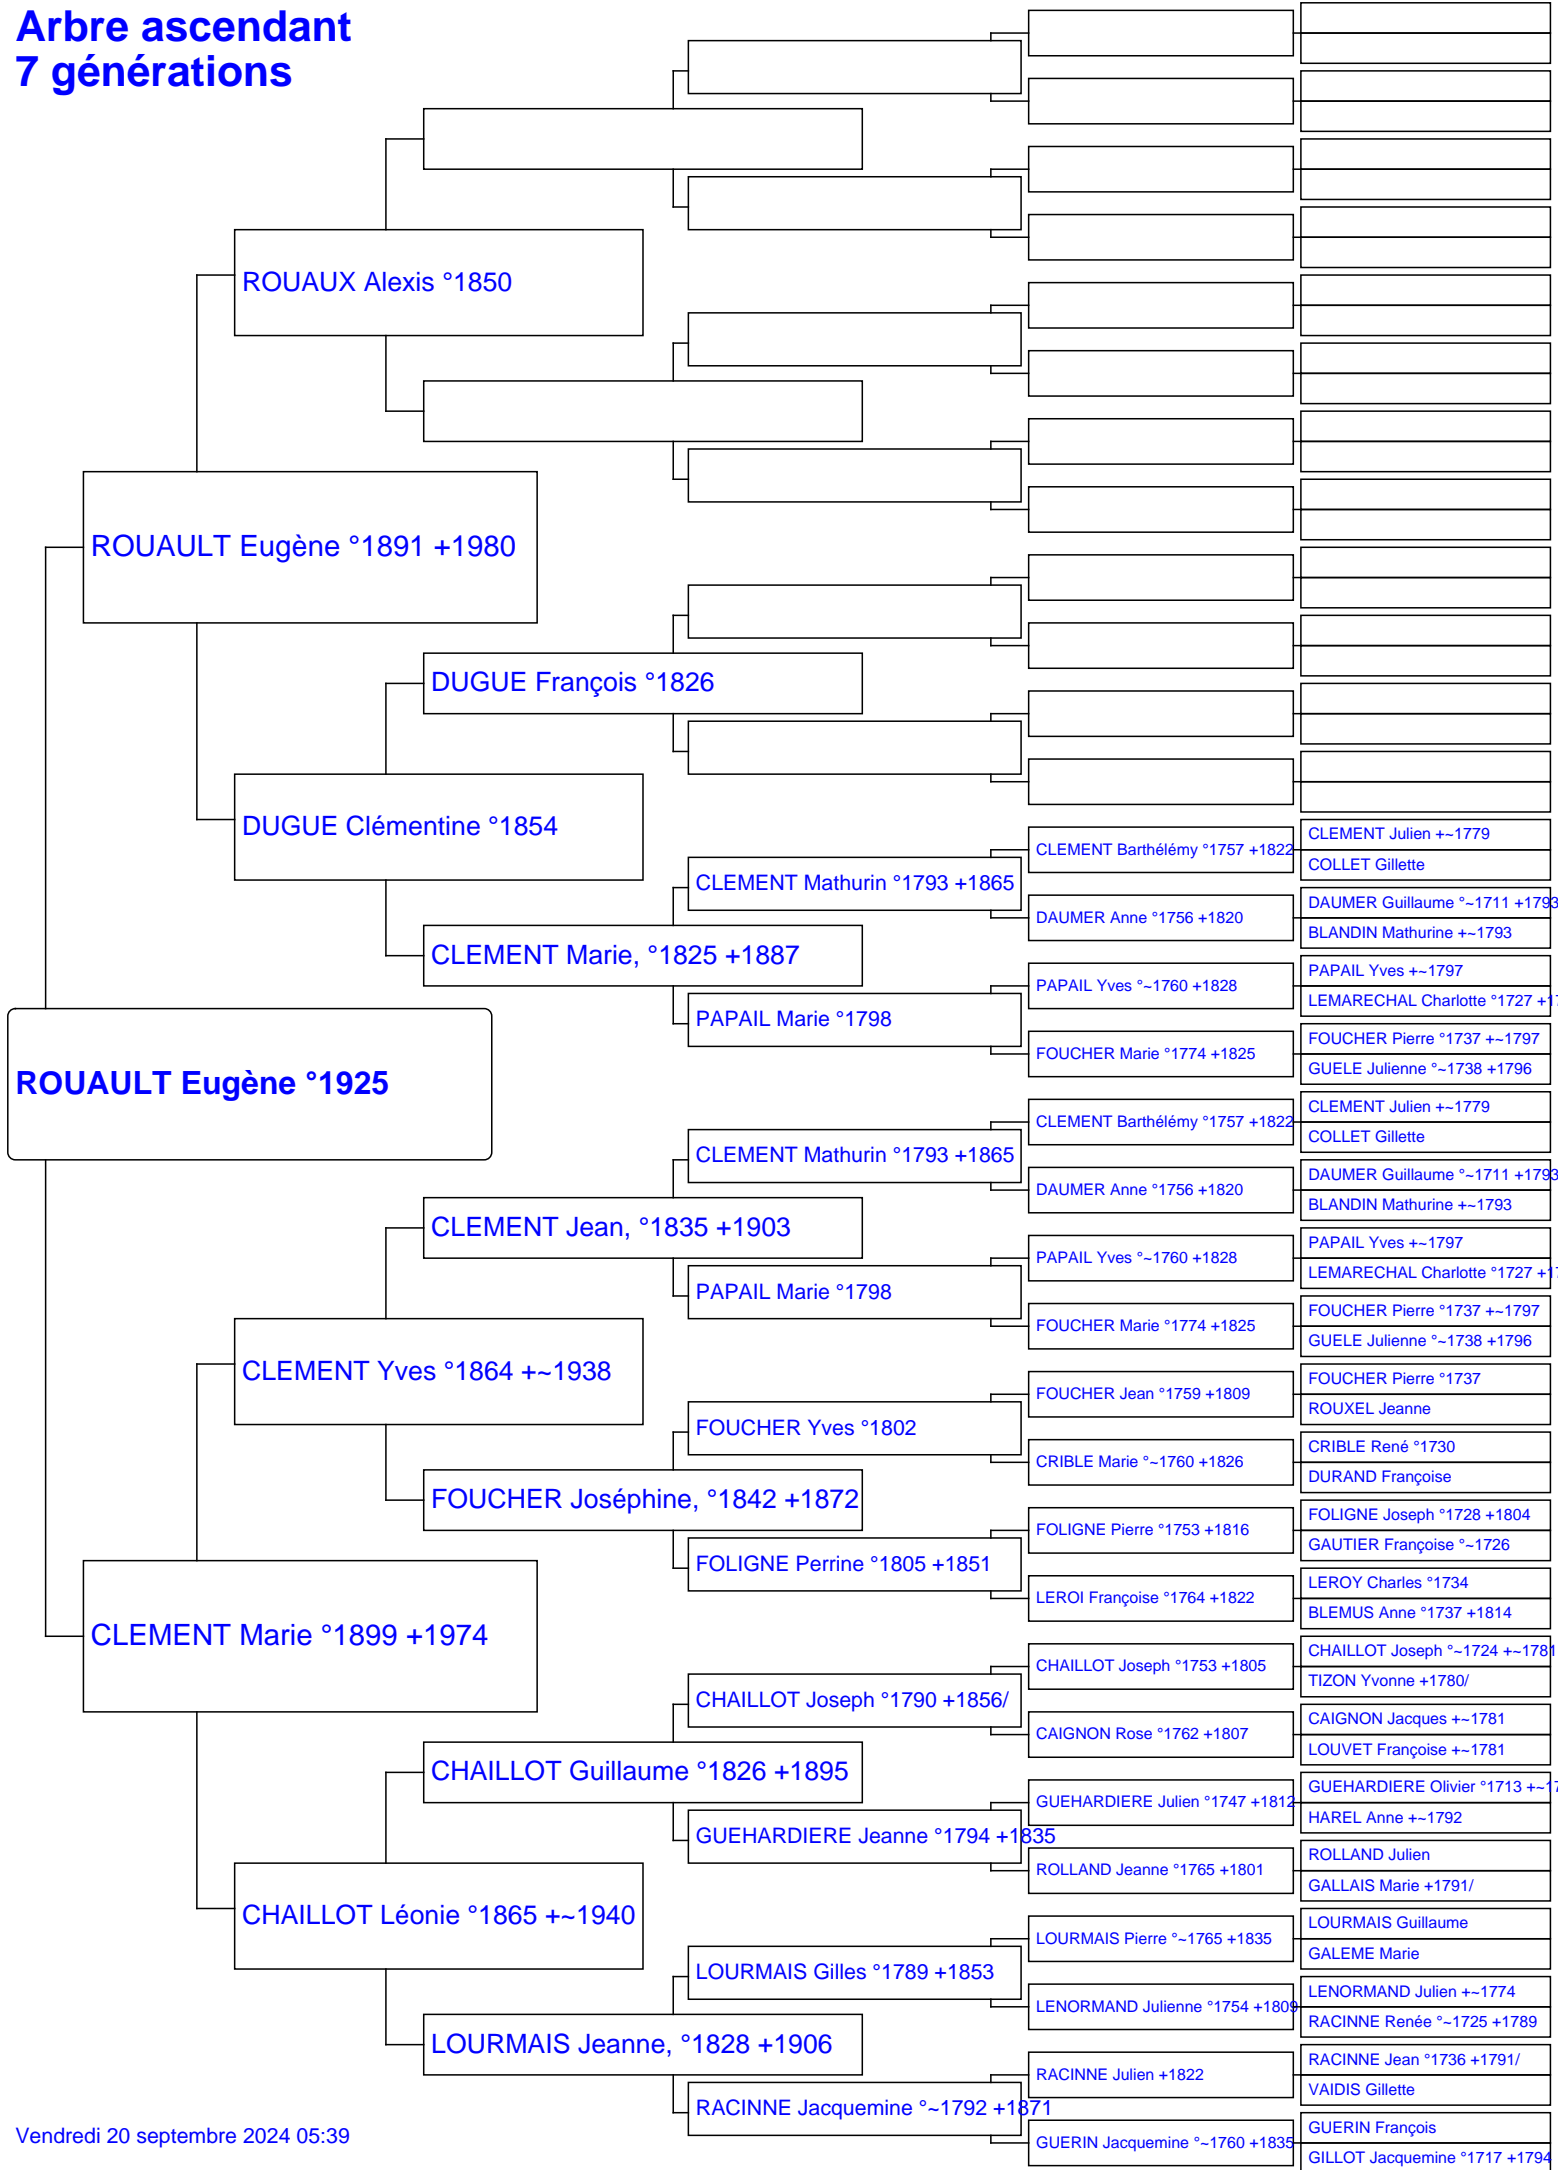 Arbre ascendant
7 générations
ROUAUX Alexis °1850
ROUAULT Eugène °1891 +1980
DUGUE François °1826
DUGUE Clémentine °1854
CLEMENT Barthélémy °1757 +1822
CLEMENT Julien +~1779
COLLET Gillette
CLEMENT Mathurin °1793 +1865
DAUMER Anne °1756 +1820
DAUMER Guillaume °~1711 +1793
BLANDIN Mathurine +~1793
CLEMENT Marie, °1825 +1887
PAPAIL Yves °~1760 +1828
PAPAIL Yves +~1797
LEMARECHAL Charlotte °1727 +1
PAPAIL Marie °1798
FOUCHER Marie °1774 +1825
FOUCHER Pierre °1737 +~1797
GUELE Julienne °~1738 +1796
ROUAULT Eugène °1925
CLEMENT Barthélémy °1757 +1822
CLEMENT Julien +~1779
COLLET Gillette
CLEMENT Mathurin °1793 +1865
DAUMER Anne °1756 +1820
DAUMER Guillaume °~1711 +1793
BLANDIN Mathurine +~1793
CLEMENT Jean, °1835 +1903
PAPAIL Yves °~1760 +1828
PAPAIL Yves +~1797
LEMARECHAL Charlotte °1727 +1
PAPAIL Marie °1798
FOUCHER Marie °1774 +1825
FOUCHER Pierre °1737 +~1797
GUELE Julienne °~1738 +1796
CLEMENT Yves °1864 +~1938
FOUCHER Jean °1759 +1809
FOUCHER Pierre °1737
ROUXEL Jeanne
FOUCHER Yves °1802
CRIBLE Marie °~1760 +1826
CRIBLE René °1730
DURAND Françoise
FOUCHER Joséphine, °1842 +1872
FOLIGNE Pierre °1753 +1816
FOLIGNE Joseph °1728 +1804
GAUTIER Françoise °~1726
FOLIGNE Perrine °1805 +1851
LEROI Françoise °1764 +1822
LEROY Charles °1734
BLEMUS Anne °1737 +1814
CLEMENT Marie °1899 +1974
CHAILLOT Joseph °1753 +1805
CHAILLOT Joseph °~1724 +~1781
TIZON Yvonne +1780/
CHAILLOT Joseph °1790 +1856/
CAIGNON Rose °1762 +1807
CAIGNON Jacques +~1781
LOUVET Françoise +~1781
CHAILLOT Guillaume °1826 +1895
GUEHARDIERE Julien °1747 +1812
GUEHARDIERE Olivier °1713 +~17
HAREL Anne +~1792
GUEHARDIERE Jeanne °1794 +1835
ROLLAND Jeanne °1765 +1801
ROLLAND Julien
GALLAIS Marie +1791/
CHAILLOT Léonie °1865 +~1940
LOURMAIS Pierre °~1765 +1835
LOURMAIS Guillaume
GALEME Marie
LOURMAIS Gilles °1789 +1853
LENORMAND Julienne °1754 +1809
LENORMAND Julien +~1774
RACINNE Renée °~1725 +1789
LOURMAIS Jeanne, °1828 +1906
RACINNE Julien +1822
RACINNE Jean °1736 +1791/
VAIDIS Gillette
RACINNE Jacquemine °~1792 +1871
GUERIN Jacquemine °~1760 +1835
GUERIN François
GILLOT Jacquemine °1717 +1794
Vendredi 20 septembre 2024 05:39